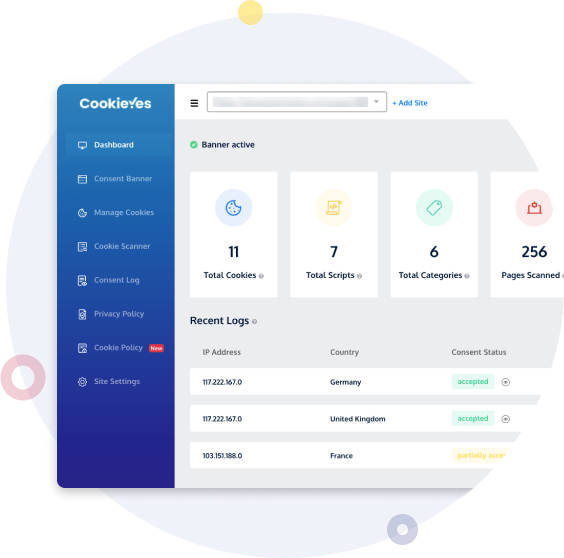 CookieYes
+ Add Site
Dashboard
Banner active
Consent Banner
Manage Cookies
Cookie Scanner
Consent Log
Privacy Policy
Cookie Policy New
Site Settings
11
7
6
256
Total Cookies
Total Scripts
Total Categories
Pages Scanned
Recent Logs
IP Address Country Consent Status
117.222.167.0 Germany accepted
117.222.167.0 United Kingdom accepted
103.151.188.0 France partially